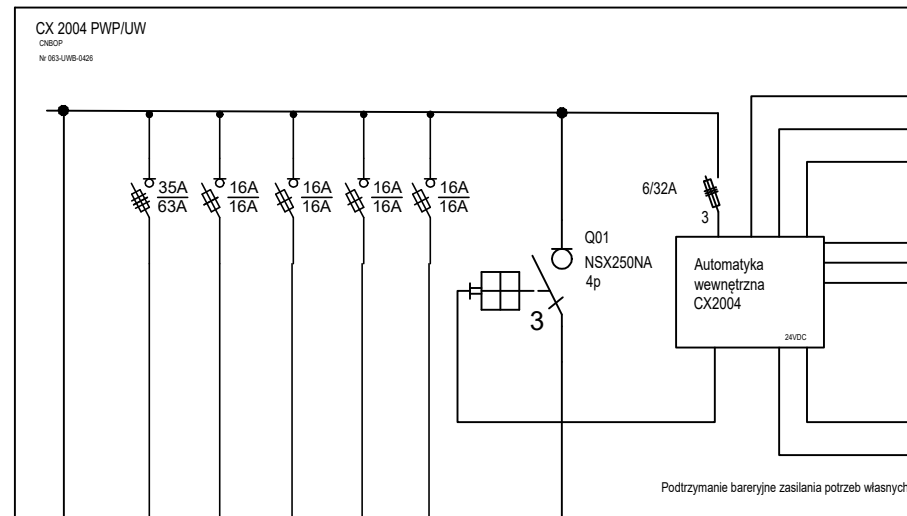 CX 2004 PWP/UW
CNBOP
Nr 063-UWB-0426
35A
63A
16A
16A
16A
16A
16A
16A
16A
16A
6/32A
3
Q01
NSX250NA
4p
3
Automatyka
wewnętrzna
CX2004
24VDC
Podtrzymanie bareryjne zasilania potrzeb własnych